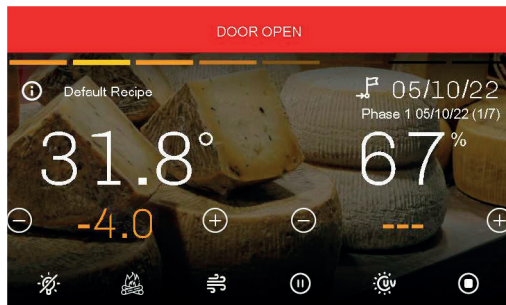 DOOR OPEN
Default Recipe
05/10/22
Phase 1 05/10/22 (1/7)
31.8°
67%
-4.0
---
UV